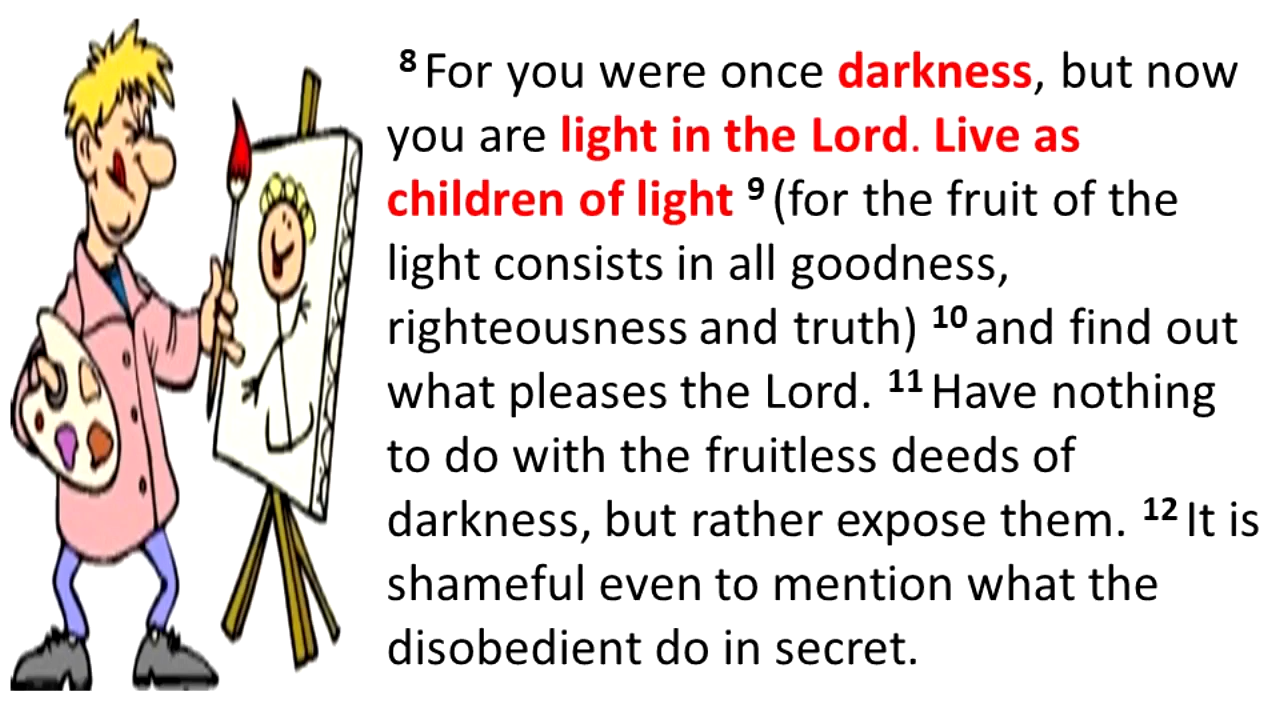 8 For you were once darkness, but now
you are light in the Lord. Live as
children of light 9 (for the fruit of the
light consists in all goodness,
righteousness and truth) 10 and find out
what pleases the Lord. 11 Have nothing
to do with the fruitless deeds of
darkness, but rather expose them. 12 It is
shameful even to mention what the
disobedient do in secret.